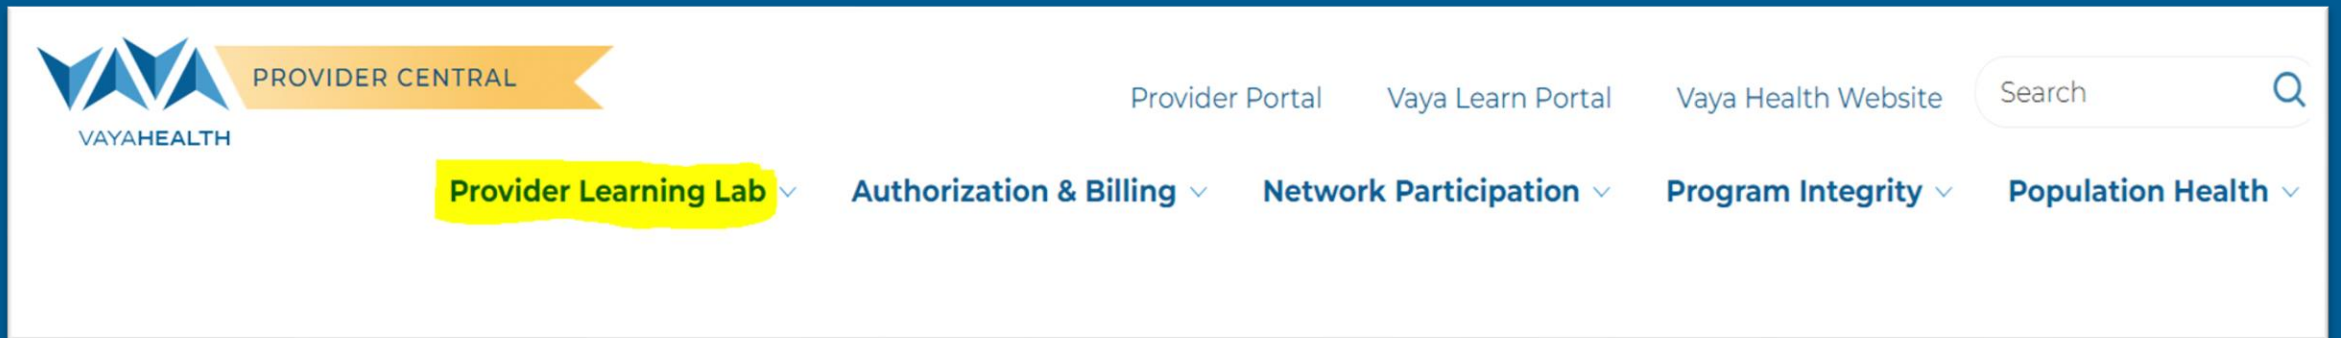 VAYA PROVIDER CENTRAL
Provider Portal Vaya Learn Portal Vaya Health Website Search
VAYAHEALTH
Provider Learning Lab Authorization & Billing Network Participation Program Integrity Population Health